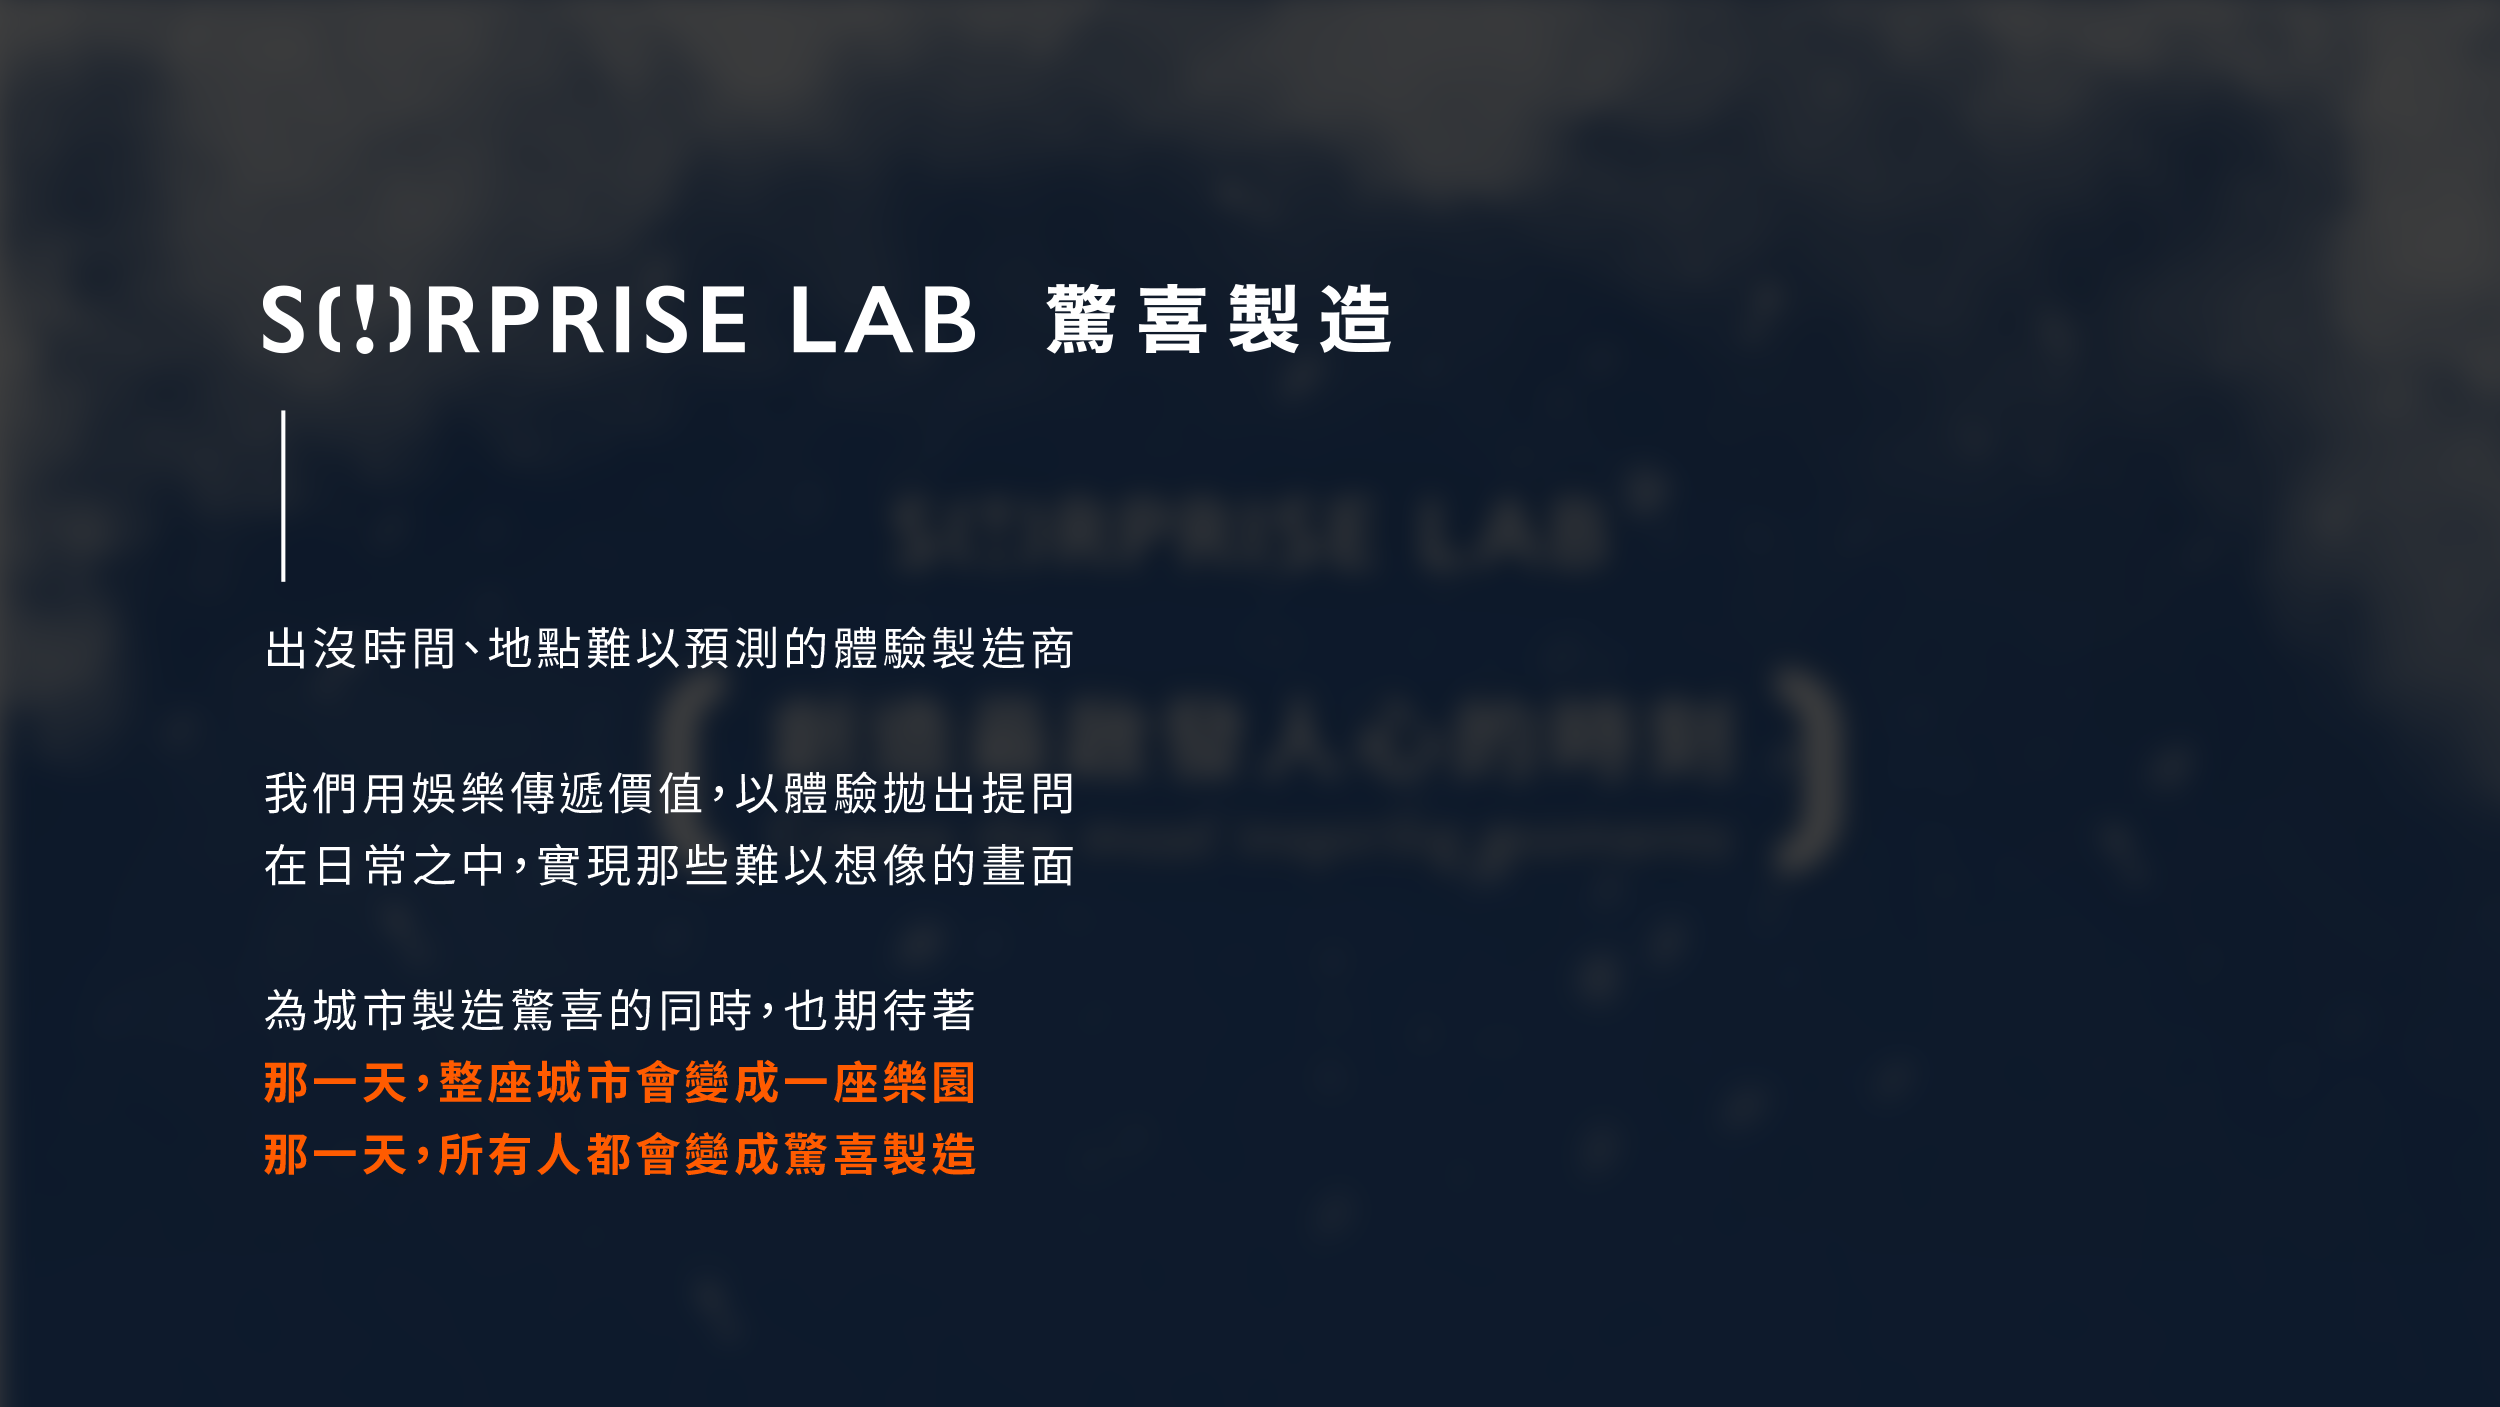 S(!)RPRISE LAB 驚喜製造
出沒時間、地點難以預測的體驗製造商
我們用娛樂傳遞價值，以體驗拋出提問
在日常之中，實現那些難以想像的畫面
為城市製造驚喜的同時，也期待著
那一天，整座城市會變成一座樂園
那一天，所有人都會變成驚喜製造
SURPRISE LAB